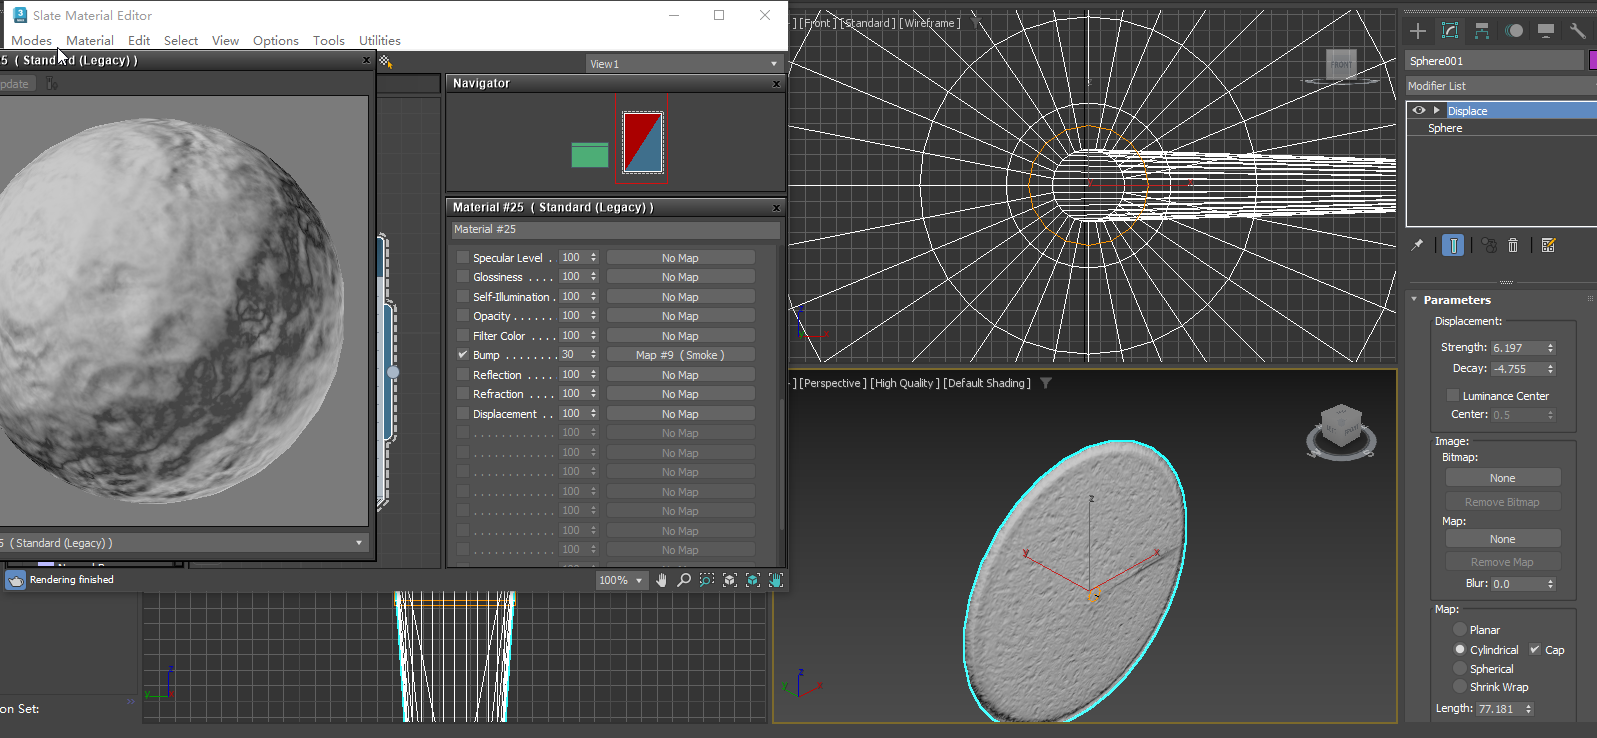 Slate Material Editor
Modes Material Edit Select View Options Tools Utilities
5 ( Standard (Legacy) )
pdate
View1
Navigator
Material #25 ( Standard (Legacy) )
Material #25
Specular Level . 100 No Map
Glossiness . . . . 100 No Map
Self-Illumination . 100 No Map
Opacity . . . . . . . 100 No Map
Filter Color . . . . 100 No Map
Bump . . . . . . . . 30 Map #9 ( Smoke )
Reflection . . . . 100 No Map
Refraction . . . . 100 No Map
Displacement . . 100 No Map
. . . . . . . . . . . . 100 No Map
. . . . . . . . . . . . 100 No Map
. . . . . . . . . . . . 100 No Map
. . . . . . . . . . . . 100 No Map
. . . . . . . . . . . . 100 No Map
. . . . . . . . . . . . 100 No Map
. . . . . . . . . . . . 100 No Map
5 ( Standard (Legacy) )
Rendering finished
100%
on Set:
z
y
] [Front ] [Standard ] [Wireframe ]
FRONT
] [Perspective ] [High Quality ] [Default Shading ]
z
y
x
z
y
x
Sphere001
Modifier List
Displace
Sphere
Parameters
Displacement:
Strength: 6.197
Decay: -4.755
Luminance Center
Center: 0.5
Image:
Bitmap:
None
Remove Bitmap
Map:
None
Remove Map
Blur: 0.0
Map:
Planar
Cylindrical Cap
Spherical
Shrink Wrap
Length: 77.181